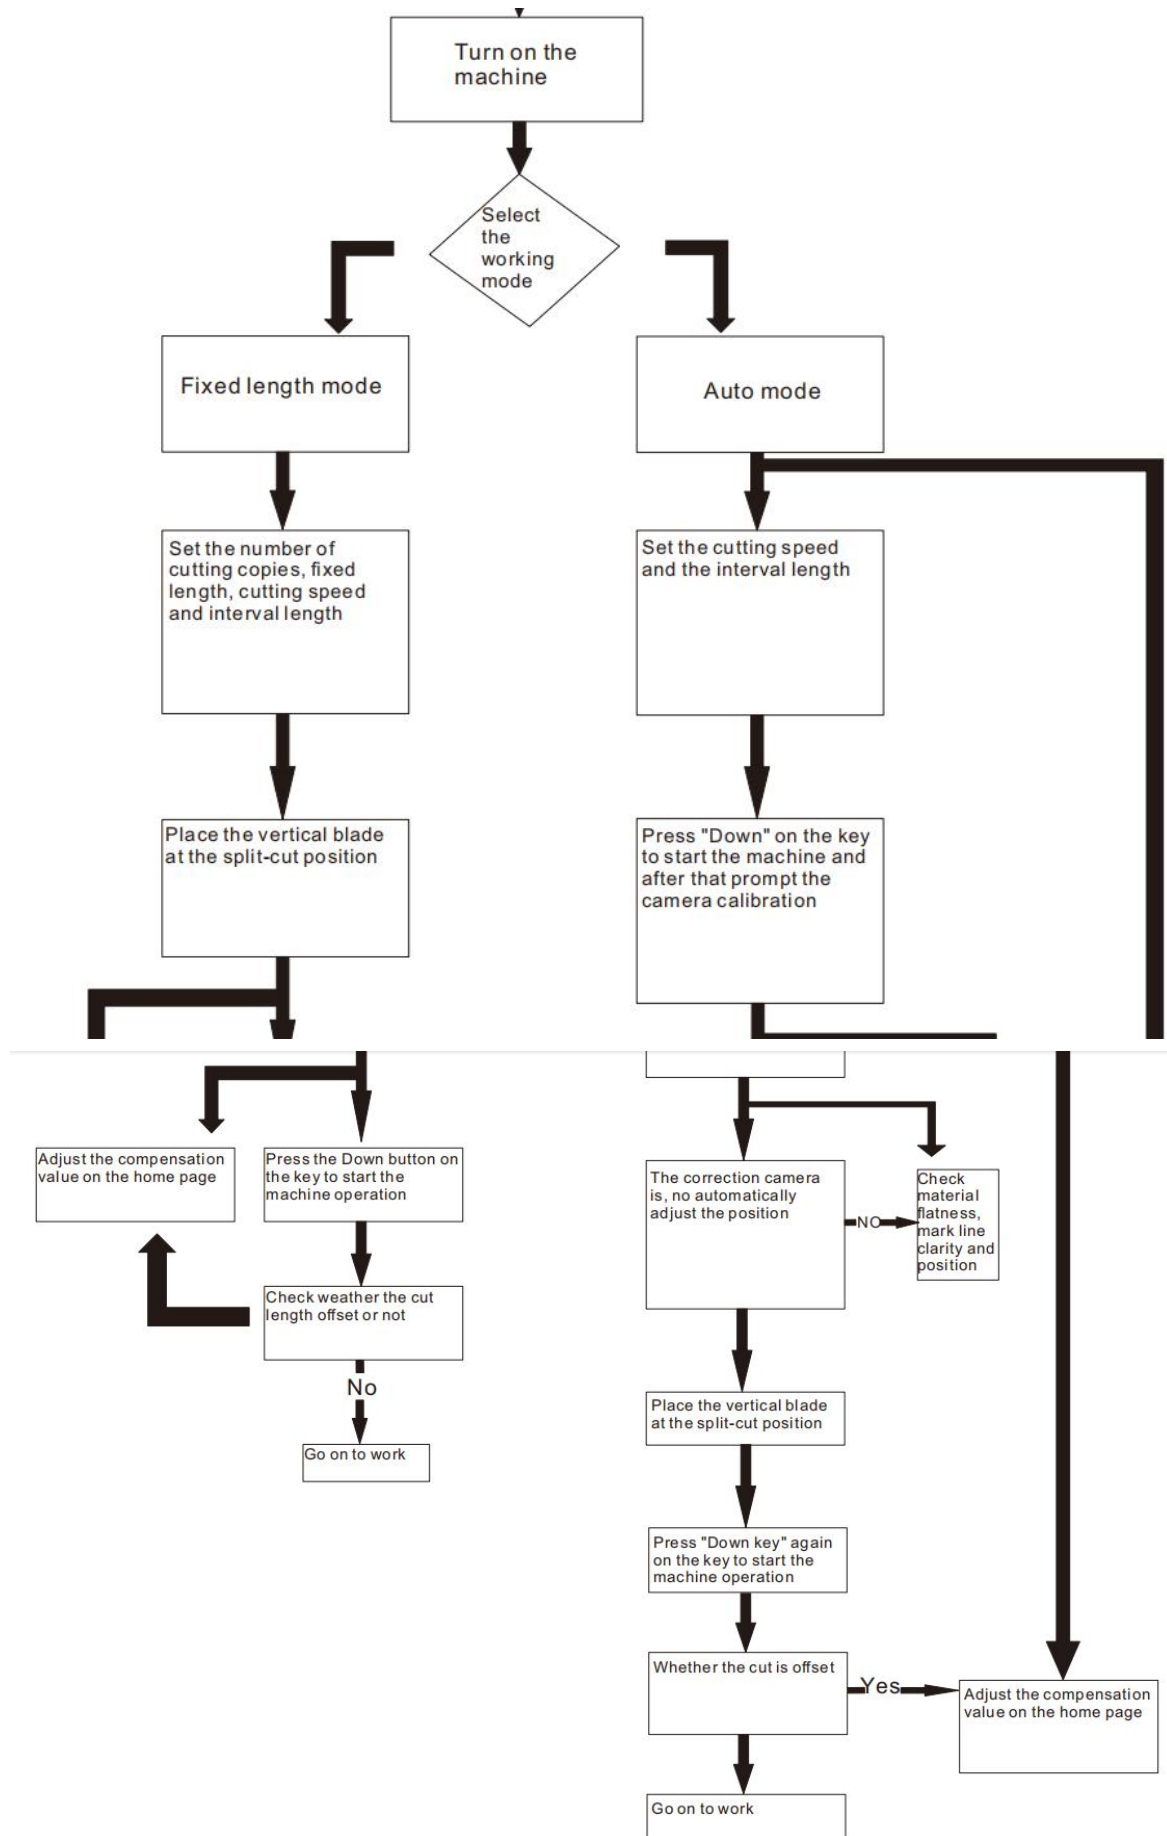 Turn on the
machine
Select
the
working
mode
Fixed length mode
Auto mode
Set the number of
cutting copies, fixed
length, cutting speed
and interval length
Set the cutting speed
and the interval length
Place the vertical blade
at the split-cut position
Press "Down" on the key
to start the machine and
after that prompt the
camera calibration
Adjust the compensation
value on the home page
Press the Down button on
the key to start the
machine operation
The correction camera
is, no automatically
adjust the position
NO
Check
material
flatness,
mark line
clarity and
position
Check weather the cut
length offset or not
No
Go on to work
Place the vertical blade
at the split-cut position
Press "Down key" again
on the key to start the
machine operation
Whether the cut is offset
Yes
Adjust the compensation
value on the home page
Go on to work